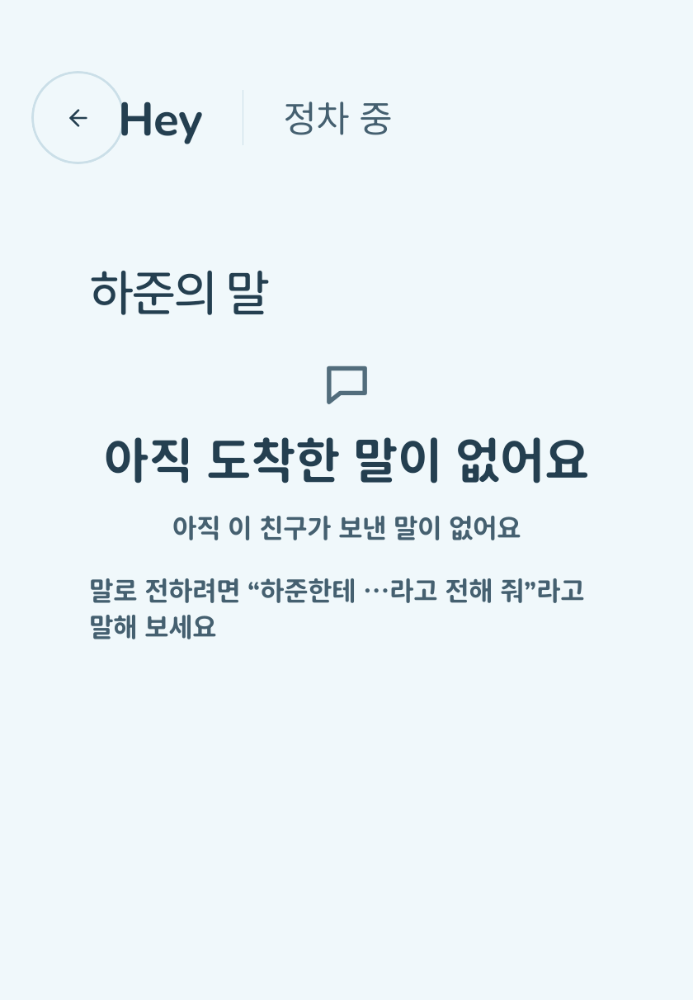 Hey
정차 중
하준의 말
아직 도착한 말이 없어요
아직 이 친구가 보낸 말이 없어요
말로 전하려면 “하준한테 …라고 전해 줘”라고
말해 보세요